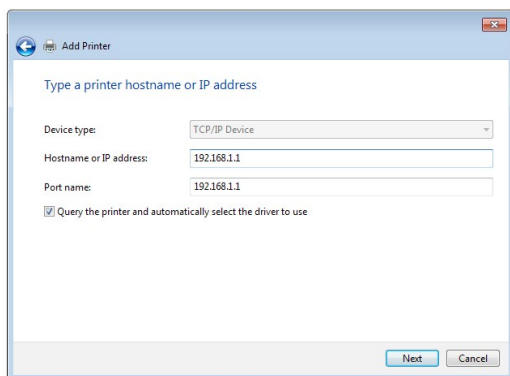 Add Printer
Type a printer hostname or IP address
Device type: TCP/IP Device
Hostname or IP address: 192.168.1.1
Port name: 192.168.1.1
Query the printer and automatically select the driver to use
Next Cancel